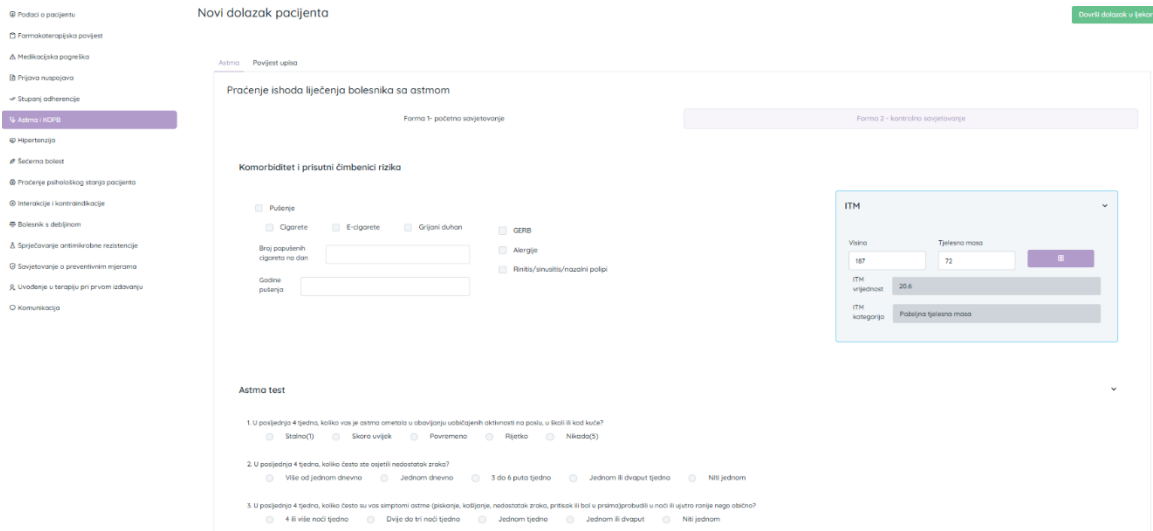 Podaci o pacijentu
Farmakoterapijska povijest
Medikacijska pogreška
Prijava nuspojava
Stupanj adherencije
Astma i KOPB
Hipertenzija
Šećerna bolest
Praćenje psihološkog stanja pacijenta
Interakcije i kontraindikacije
Bolesnik s debljinom
Sprječavanje antimikrobne rezistencije
Savjetovanje o preventivnim mjerama
Uvođenje u terapiju pri prvom izdavanju
Komunikacija
Novi dolazak pacijenta
Dovrši dolazak u ljekar
Astma Povijest upisa
Praćenje ishoda liječenja bolesnika sa astmom
Forma 1- početno savjetovanje Forma 2 - kontrolno savjetovanje
Komorbiditet i prisutni čimbenici rizika
Pušenje
Cigarete E-cigarete Grijani duhan
Broj popušenih
cigareta na dan
Godine
pušenja
GERB
Alergije
Rinitis/sinusitis/nazalni polipi
ITM
Visina Tjelesna masa
187 72
ITM
vrijednost 20.6
ITM
kategorija Poželjna tjelesna masa
Astma test
1. U posljednja 4 tjedna, koliko vas je astma ometala u obavljanju uobičajenih aktivnosti na poslu, u školi ili kod kuće?
Stalno(1) Skoro uvijek Povremeno Rijetko Nikada(5)
2. U posljednja 4 tjedna, koliko često ste osjetili nedostatak zraka?
Više od jednom dnevno Jednom dnevno 3 do 6 puta tjedno Jednom ili dvaput tjedno Niti jednom
3. U posljednja 4 tjedna, koliko često su vas simptomi astme (piskanje, kašljanje, nedostatak zraka, pritisak ili bol u prsima)probudili u noći ili ujutro ranije nego obično?
4 ili više noći tjedno Dvije do tri noći tjedno Jednom tjedno Jednom ili dvaput Niti jednom